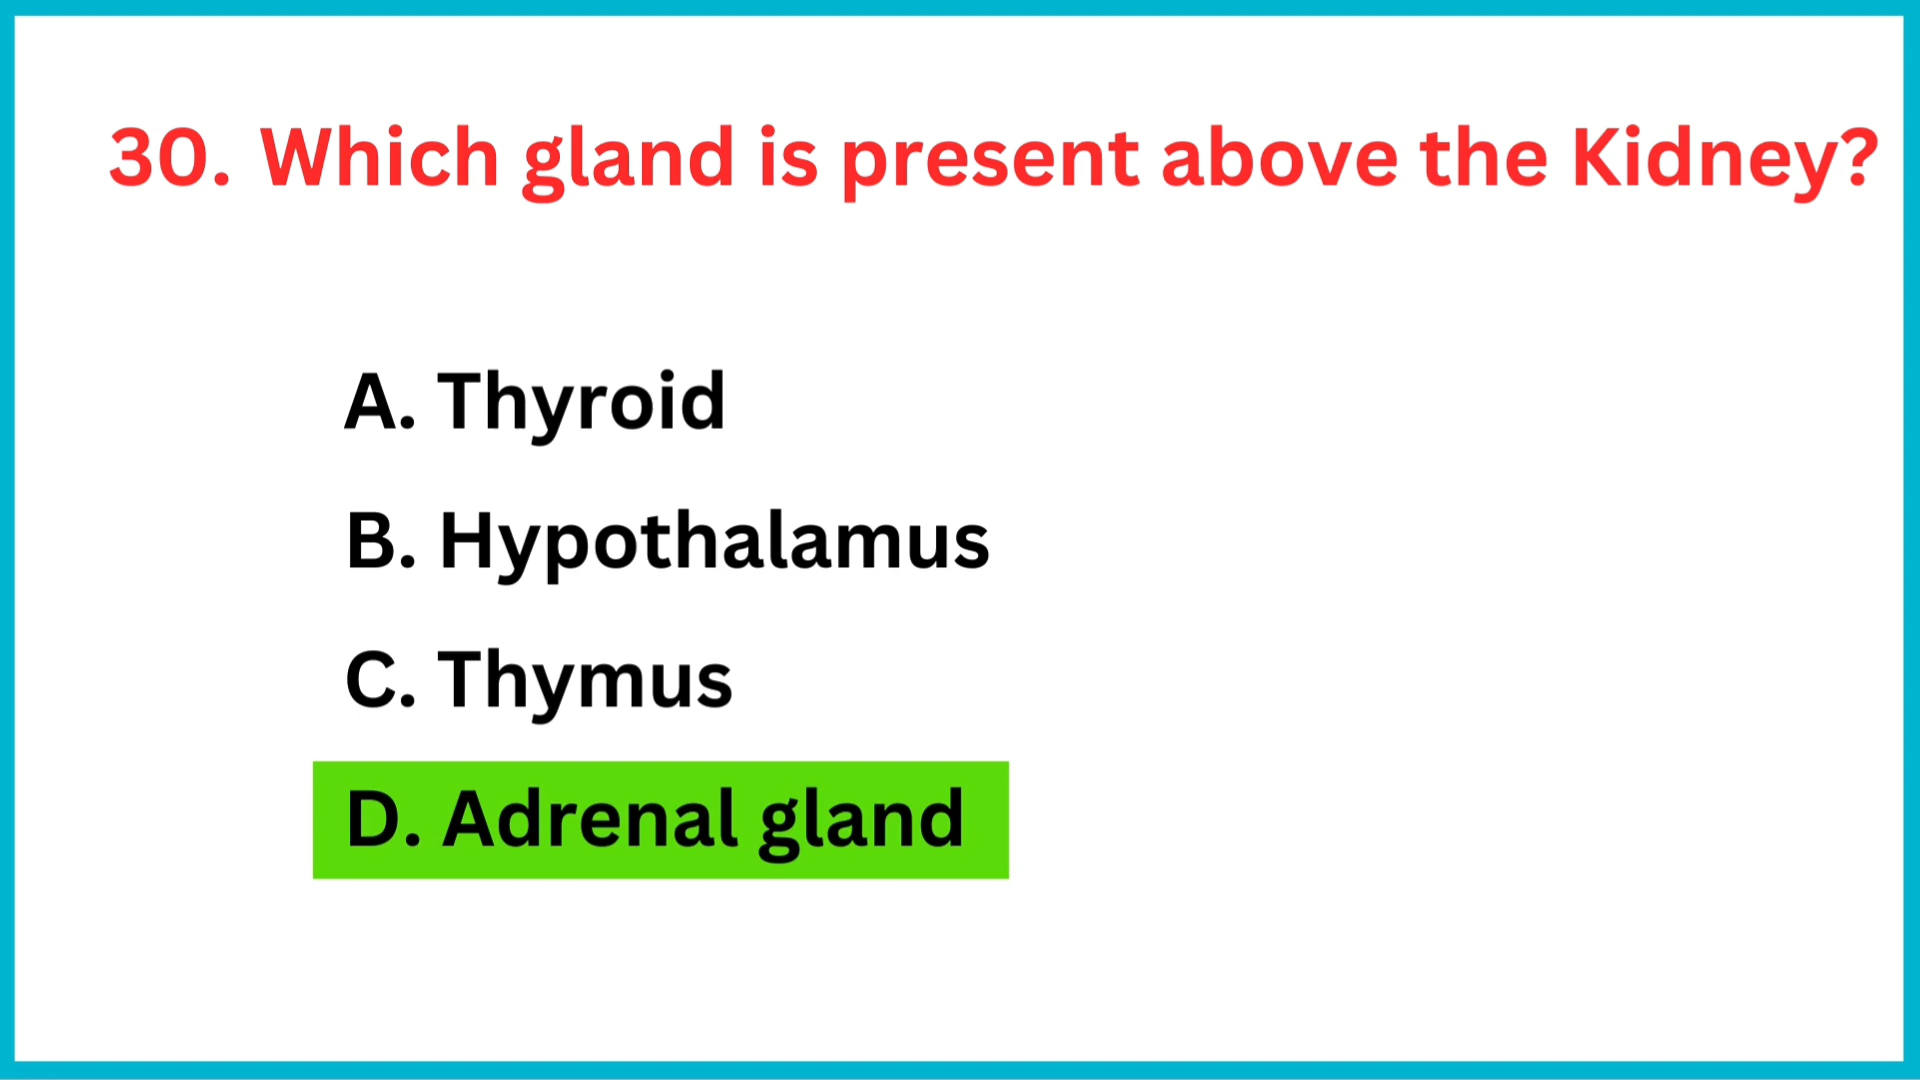 30. Which gland is present above the Kidney?
A. Thyroid
B. Hypothalamus
C. Thymus
D. Adrenal gland